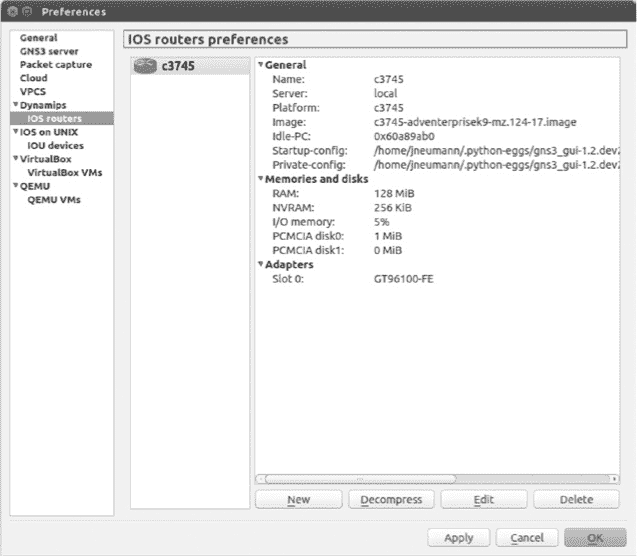 Preferences
General
GNS3 server
Packet capture
Cloud
VPCS
Dynamips
IOS routers
IOS on UNIX
IOU devices
VirtualBox
VirtualBox VMs
QEMU
QEMU VMs
IOS routers preferences
c3745
General
Name: c3745
Server: local
Platform: c3745
Image: c3745-adventerprisek9-mz.124-17.image
Idle-PC: 0x60a89ab0
Startup-config: /home/jneumann/.python-eggs/gns3_gui-1.2.dev2
Private-config: /home/jneumann/.python-eggs/gns3_gui-1.2.dev2
Memories and disks
RAM: 128 MiB
NVRAM: 256 KiB
I/O memory: 5%
PCMCIA disk0: 1 MiB
PCMCIA disk1: 0 MiB
Adapters
Slot 0: GT96100-FE
New Decompress Edit Delete
Apply Cancel OK